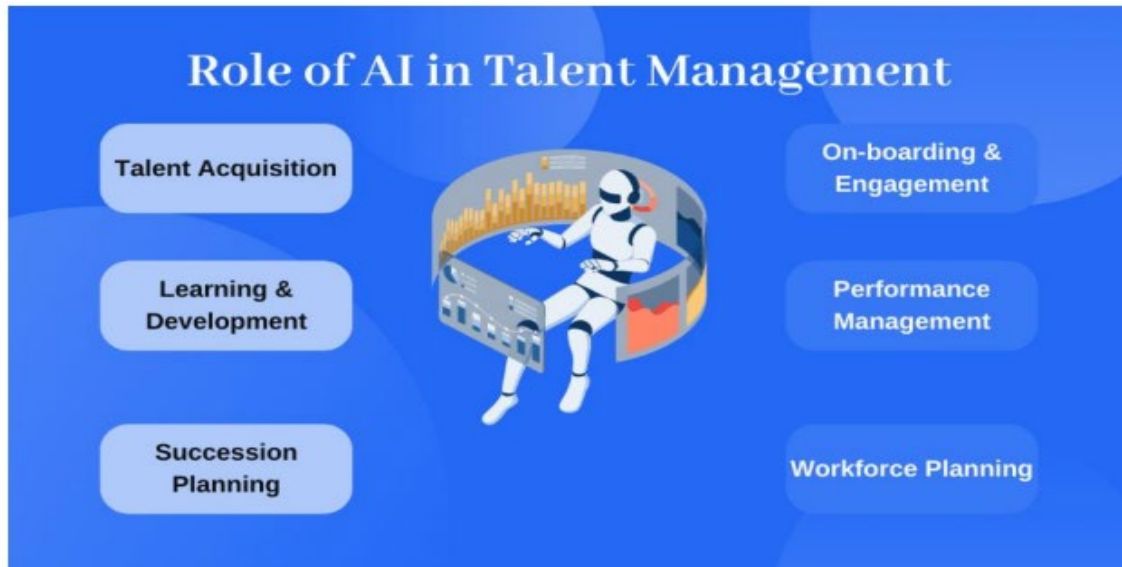 Role of AI in Talent Management
Talent Acquisition
On-boarding &
Engagement
Learning &
Development
Performance
Management
Succession
Planning
Workforce Planning